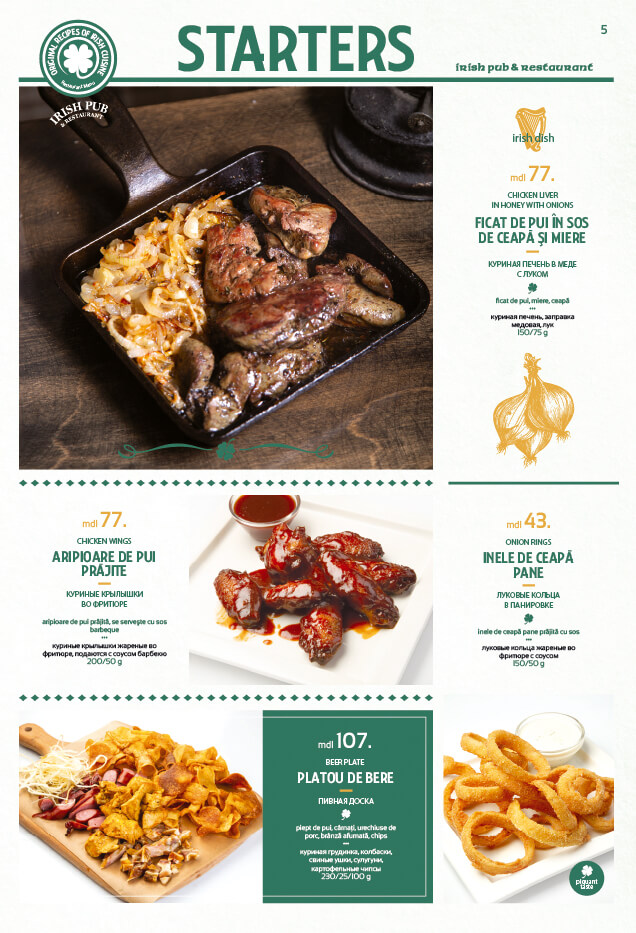 ORIGINAL RECIPES OF IRISH CUISINE
Restaurant Menu
IRISH PUB
& RESTAURANT
STARTERS
5
irish pub & restaurant
irish dish
mdl 77.
CHICKEN LIVER
IN HONEY WITH ONIONS
FICAT DE PUI ÎN SOS
DE CEAPĂ ȘI MIERE
КУРИНАЯ ПЕЧЕНЬ В МЕДЕ
С ЛУКОМ
ficat de pui, miere, ceapă
куриная печень, заправка
медовая, лук
150/75 g
mdl 77.
CHICKEN WINGS
ARIPIOARE DE PUI
PRĂJITE
КУРИНЫЕ КРЫЛЫШКИ
ВО ФРИТЮРЕ
aripioare de pui prăjită, se servește cu sos
barbeque
куриные крылышки жареные во
фритюре, подаются с соусом барбекю
200/50 g
mdl 43.
ONION RINGS
INELE DE CEAPĂ
PANE
ЛУКОВЫЕ КОЛЬЦА
В ПАНИРОВКЕ
inele de ceapă pane prăjită cu sos
луковые кольца жареные во
фритюре с соусом
150/50 g
mdl 107.
BEER PLATE
PLATOU DE BERE
ПИВНАЯ ДОСКА
piept de pui, cârnați, urechiuse de
porc, brânză afumată, chips
куриная грудинка, колбаски,
свиные ушки, сулугуни,
картофельные чипсы
230/25/100 g
piquant
taste